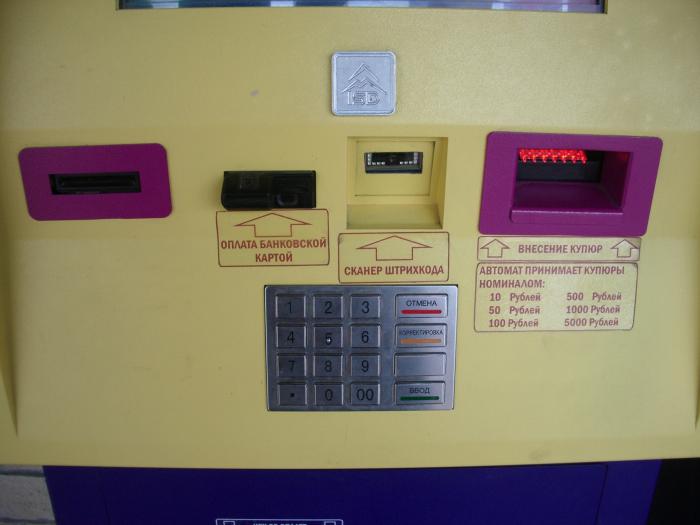 ISD
ОПЛАТА БАНКОВСКОЙ
КАРТОЙ
СКАНЕР ШТРИХКОДА
ВНЕСЕНИЕ КУПЮР
АВТОМАТ ПРИНИМАЕТ КУПЮРЫ
НОМИНАЛОМ:
10 Рублей 500 Рублей
50 Рублей 1000 Рублей
100 Рублей 5000 Рублей
1 2 3 ОТМЕНА
4 5 6 КОРРЕКТИРОВКА
7 8 9
. 0 00 ВВОД